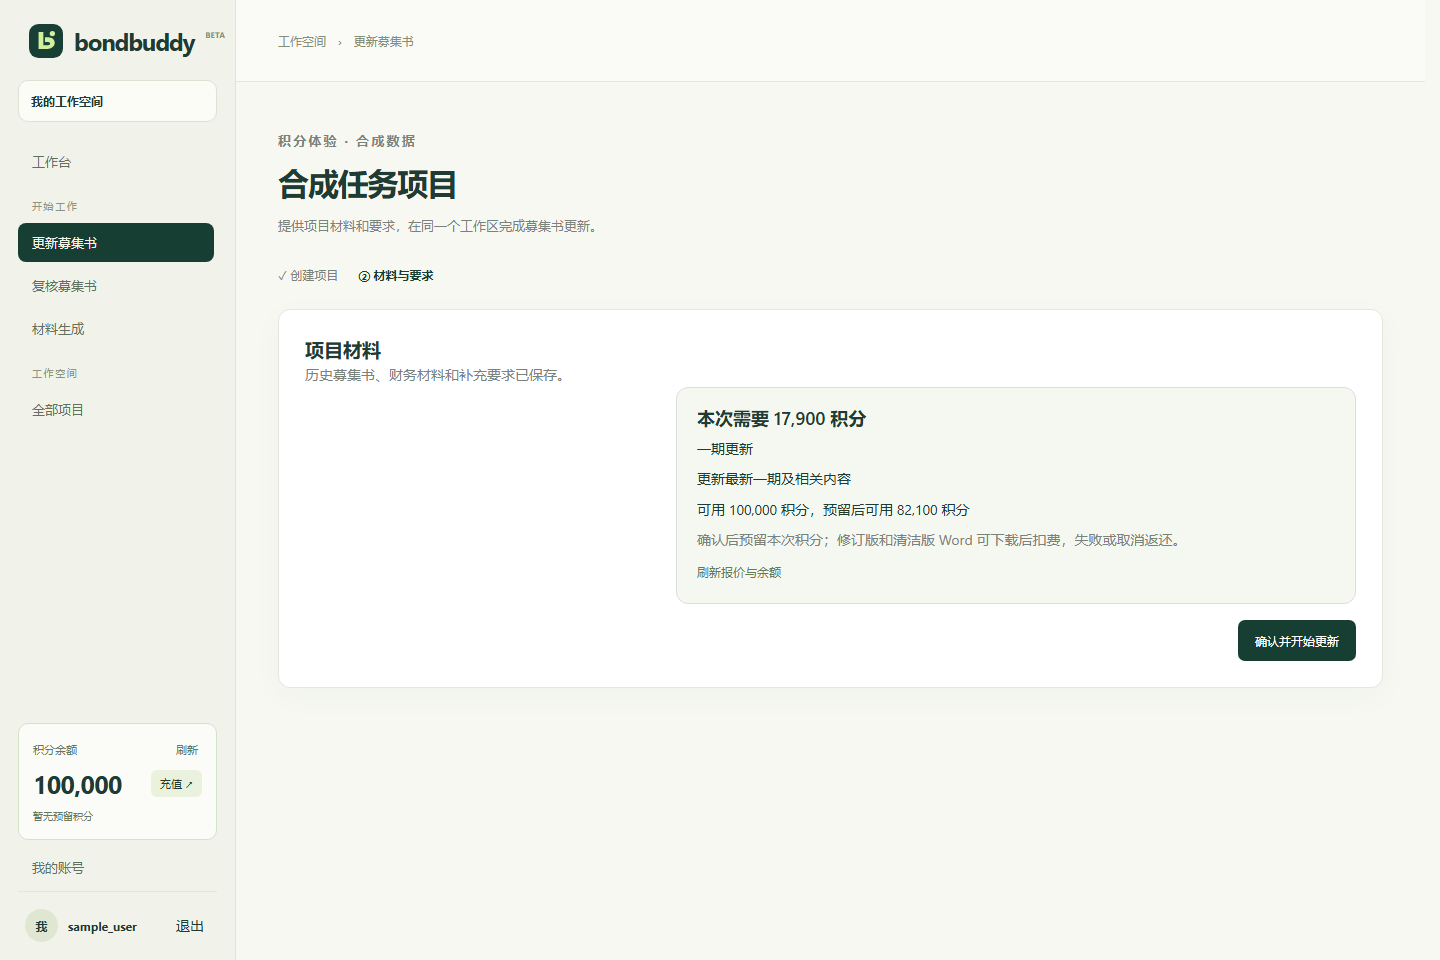 bondbuddy BETA
我的工作空间
工作台
开始工作
更新募集书
复核募集书
材料生成
工作空间
全部项目
积分余额 刷新
100,000 充值 ↗
暂无预留积分
我的账号
我 sample_user 退出
工作空间 › 更新募集书
积分体验 · 合成数据
合成任务项目
提供项目材料和要求，在同一个工作区完成募集书更新。
✓ 创建项目 ② 材料与要求
项目材料
历史募集书、财务材料和补充要求已保存。
本次需要 17,900 积分
一期更新
更新最新一期及相关内容
可用 100,000 积分，预留后可用 82,100 积分
确认后预留本次积分；修订版和清洁版 Word 可下载后扣费，失败或取消返还。
刷新报价与余额
确认并开始更新